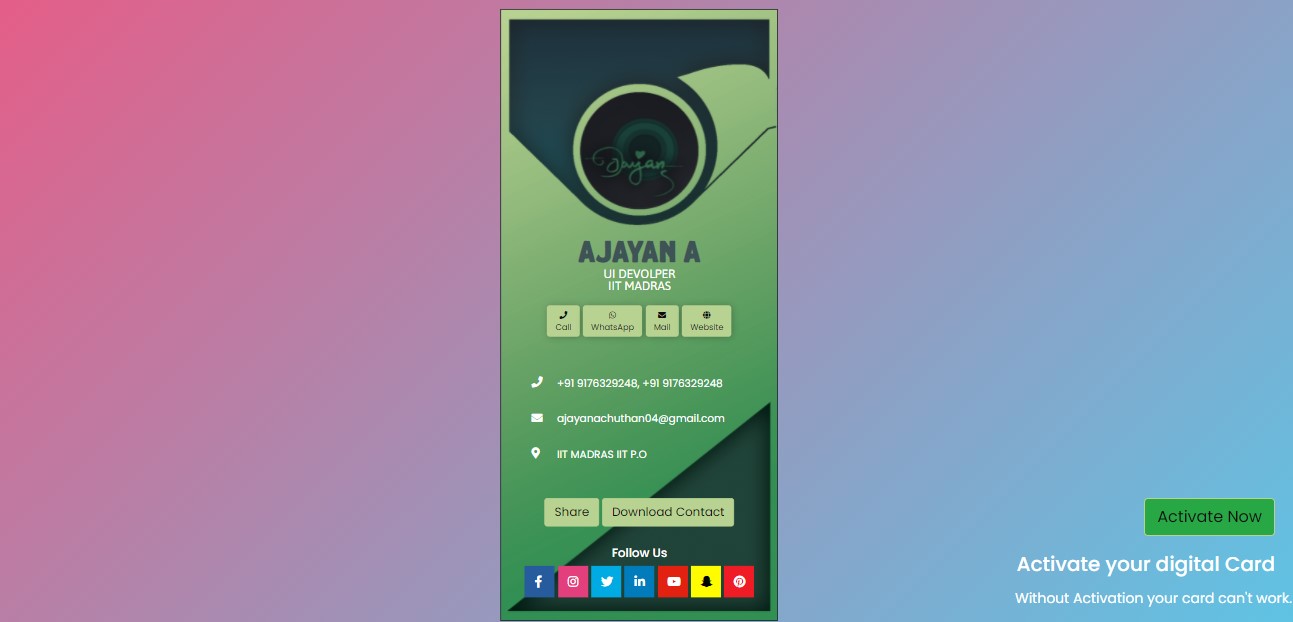 Ajayan
AJAYAN A
UI DEVOLPER
IIT MADRAS
Call
WhatsApp
Mail
Website
+91 9176329248, +91 9176329248
ajayanachuthan04@gmail.com
IIT MADRAS IIT P.O
Share
Download Contact
Follow Us
Activate Now
Activate your digital Card
Without Activation your card can't work.